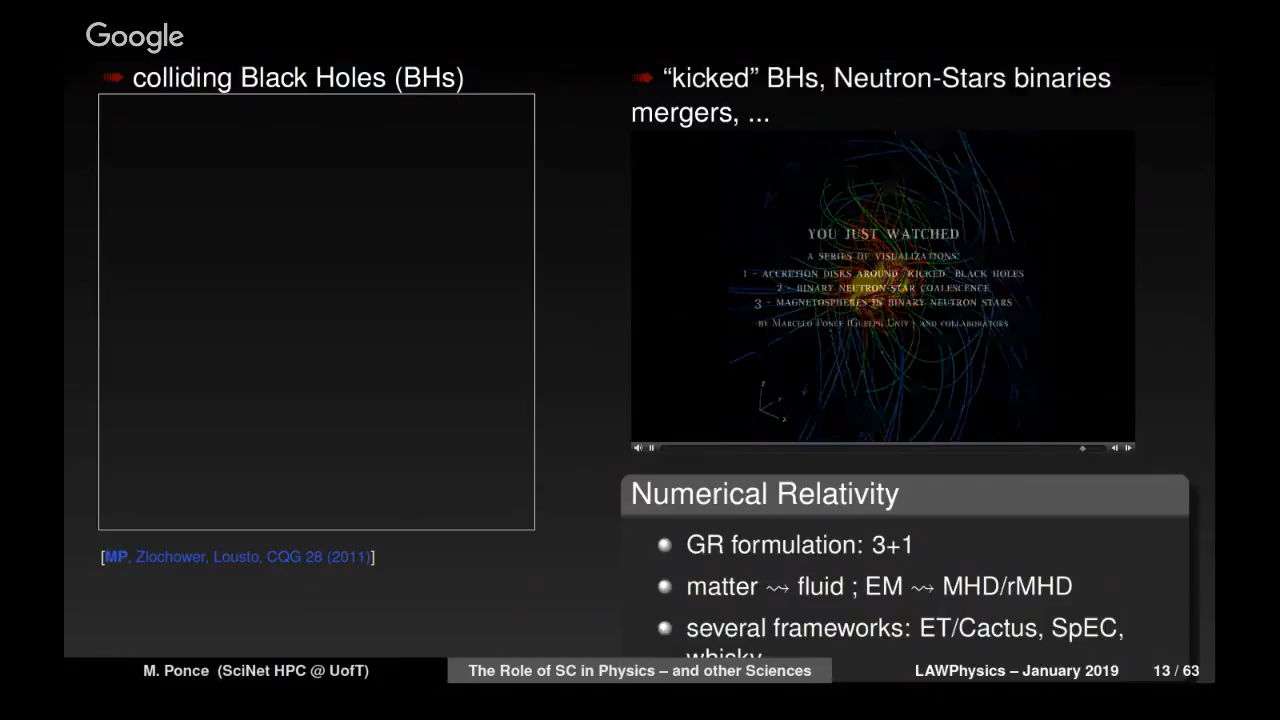 Google
colliding Black Holes (BHs)
[MP, Zlochower, Lousto, CQG 28 (2011)]
“kicked” BHs, Neutron-Stars binaries
mergers, ...
YOU JUST WATCHED
A SERIES OF VISUALIZATIONS:
1 - ACCRETION DISKS AROUND "KICKED" BLACK HOLES
2 - BINARY NEUTRON-STAR COALESCENCE
3 - MAGNETOSPHERES IN BINARY NEUTRON STARS
BY MARCELO PONCE (GUELPH UNIV.) AND COLLABORATORS
z
Y
x
Numerical Relativity
GR formulation: 3+1
matter ⇝ fluid ; EM ⇝ MHD/rMHD
several frameworks: ET/Cactus, SpEC,
whisky
M. Ponce (SciNet HPC @ UofT)
The Role of SC in Physics – and other Sciences
LAWPhysics – January 2019
13 / 63